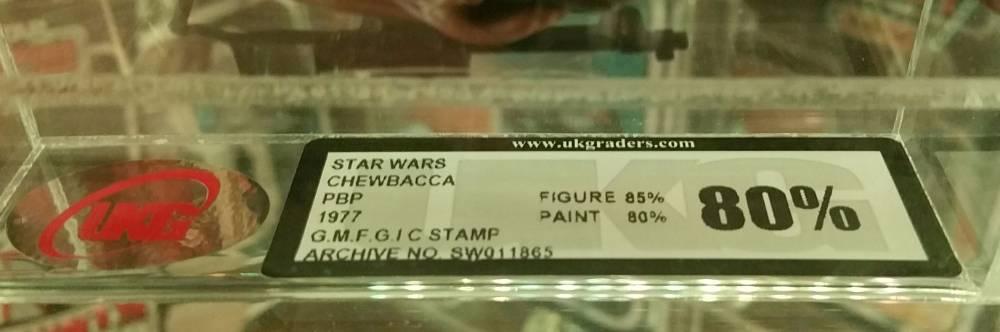 www.ukgraders.com
UKG
STAR WARS
CHEWBACCA
PBP
1977
G.M.F.G.I C STAMP
ARCHIVE NO. SW011865
FIGURE 85%
PAINT 80%
80%